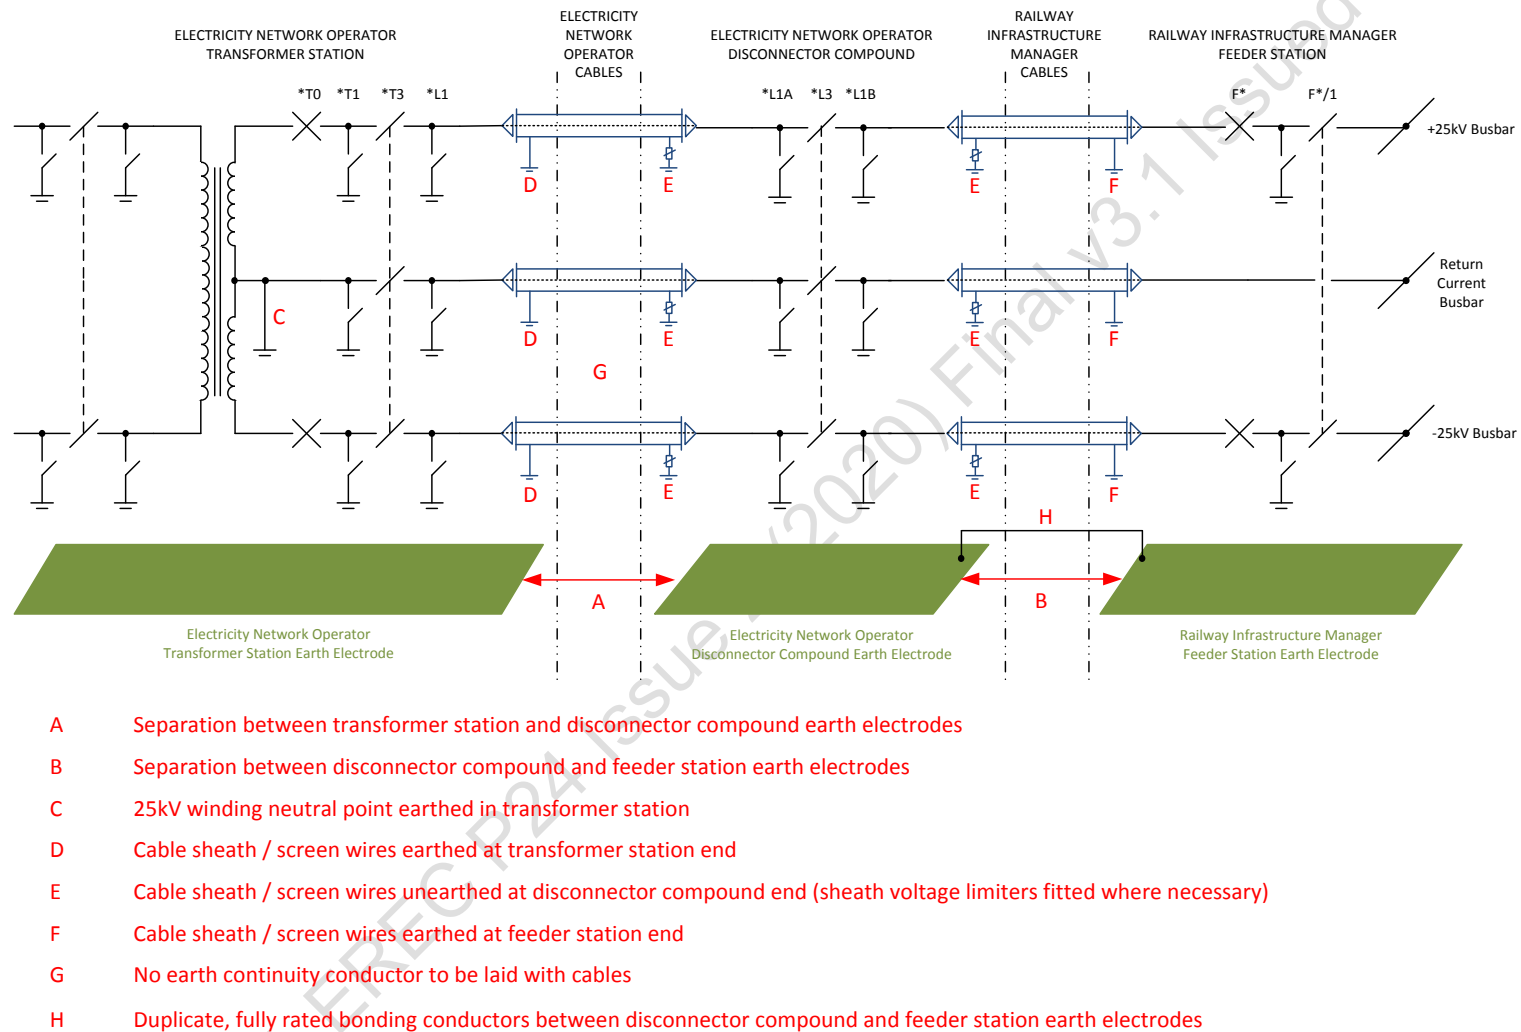 ELECTRICITY
NETWORK
OPERATOR
CABLES
RAILWAY
INFRASTRUCTURE
MANAGER
CABLES
ELECTRICITY NETWORK OPERATOR
TRANSFORMER STATION
ELECTRICITY NETWORK OPERATOR
DISCONNECTOR COMPOUND
RAILWAY INFRASTRUCTURE MANAGER
FEEDER STATION
*T0 *T1 *T3 *L1 *L1A *L3 *L1B F* F*/1
+25kV Busbar
D E E F
Return
Current
Busbar
C
D E E F
G
-25kV Busbar
D E E F
H
A B
Electricity Network Operator
Transformer Station Earth Electrode
Electricity Network Operator
Disconnector Compound Earth Electrode
Railway Infrastructure Manager
Feeder Station Earth Electrode
A Separation between transformer station and disconnector compound earth electrodes
B Separation between disconnector compound and feeder station earth electrodes
C 25kV winding neutral point earthed in transformer station
D Cable sheath / screen wires earthed at transformer station end
E Cable sheath / screen wires unearthed at disconnector compound end (sheath voltage limiters fitted where necessary)
F Cable sheath / screen wires earthed at feeder station end
G No earth continuity conductor to be laid with cables
H Duplicate, fully rated bonding conductors between disconnector compound and feeder station earth electrodes
EREC P24 Issue (2020) Final v3.1 Issued